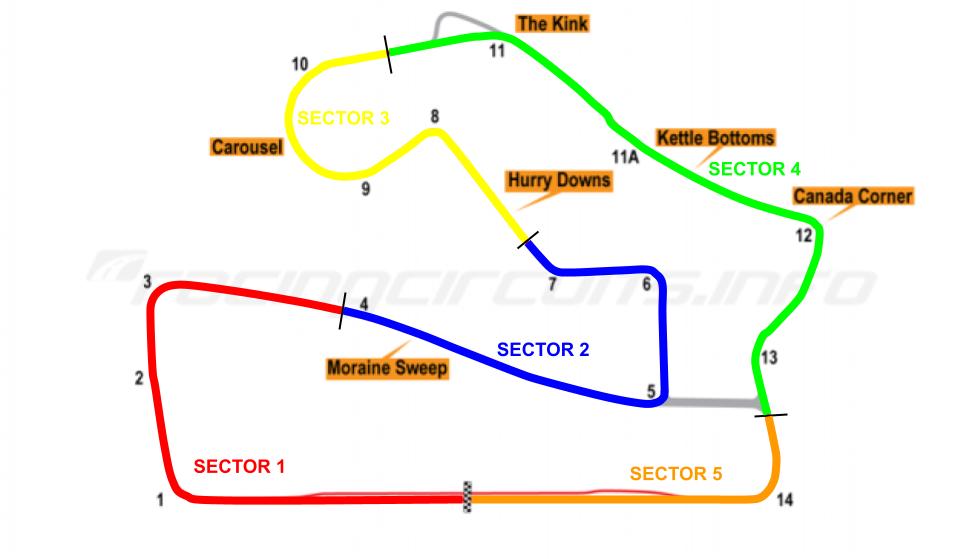 The Kink
11
10
SECTOR 3
8
Carousel
Kettle Bottoms
11A
SECTOR 4
9
Hurry Downs
Canada Corner
12
RACINGCIRCUITS.INFO
3
7
6
4
Moraine Sweep
SECTOR 2
13
2
5
SECTOR 1
SECTOR 5
1
14